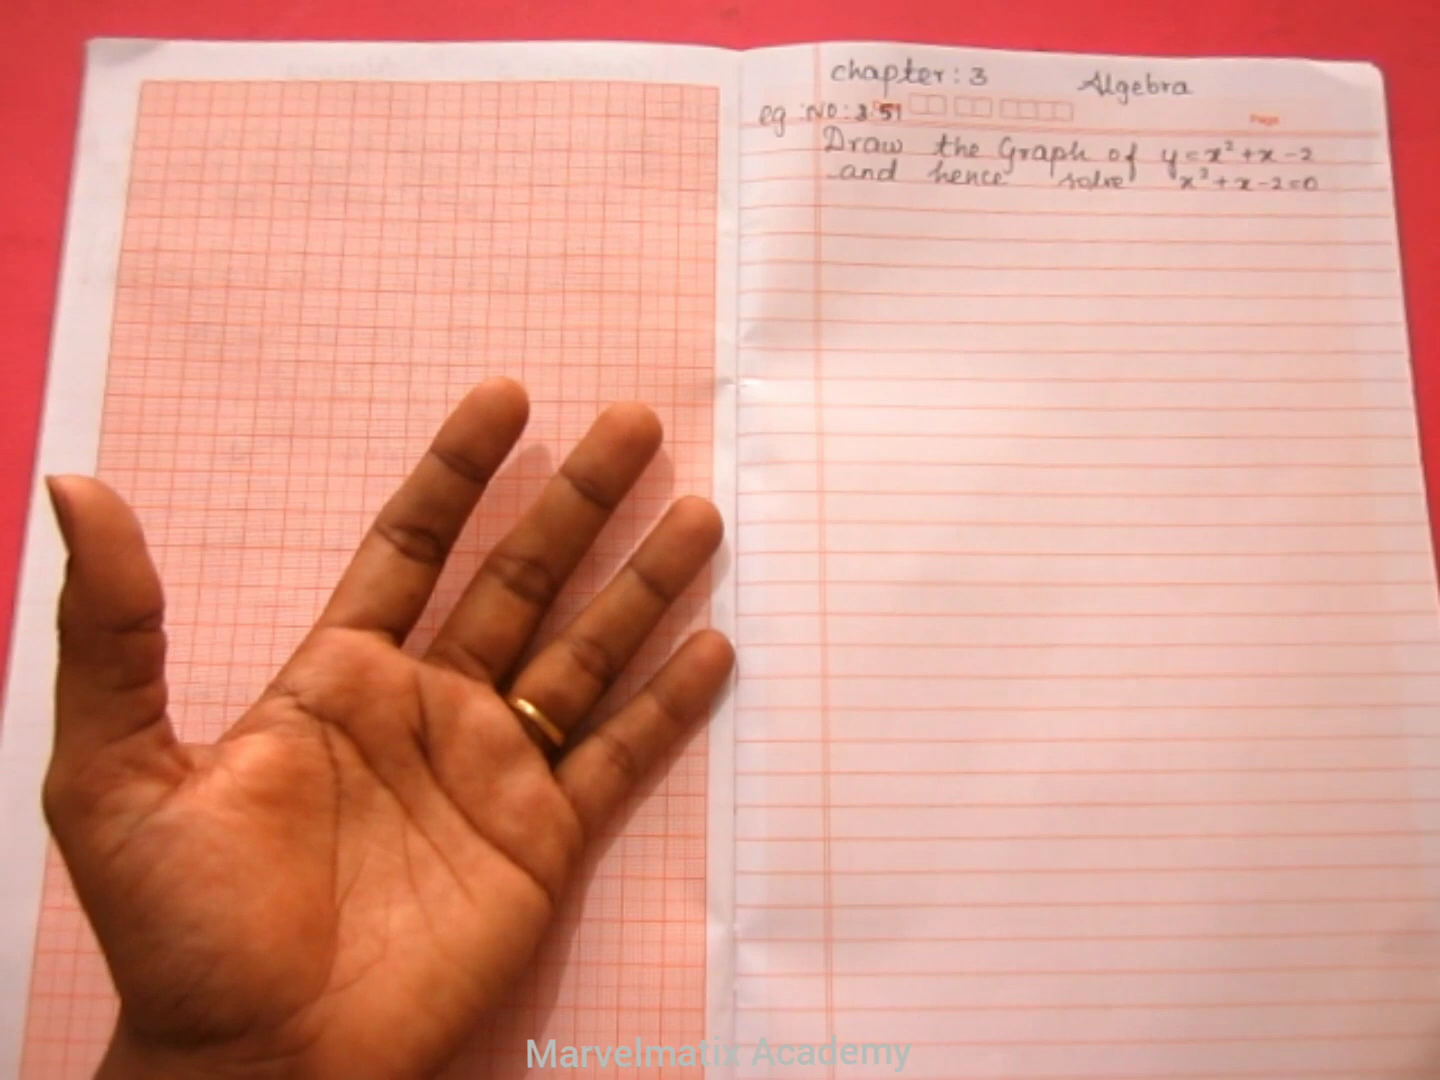 chapter: 3 Algebra
eg NO: 3.51
Page
Draw the Graph of y = x² + x - 2
and hence solve x² + x - 2 = 0
Marvelmatix Academy